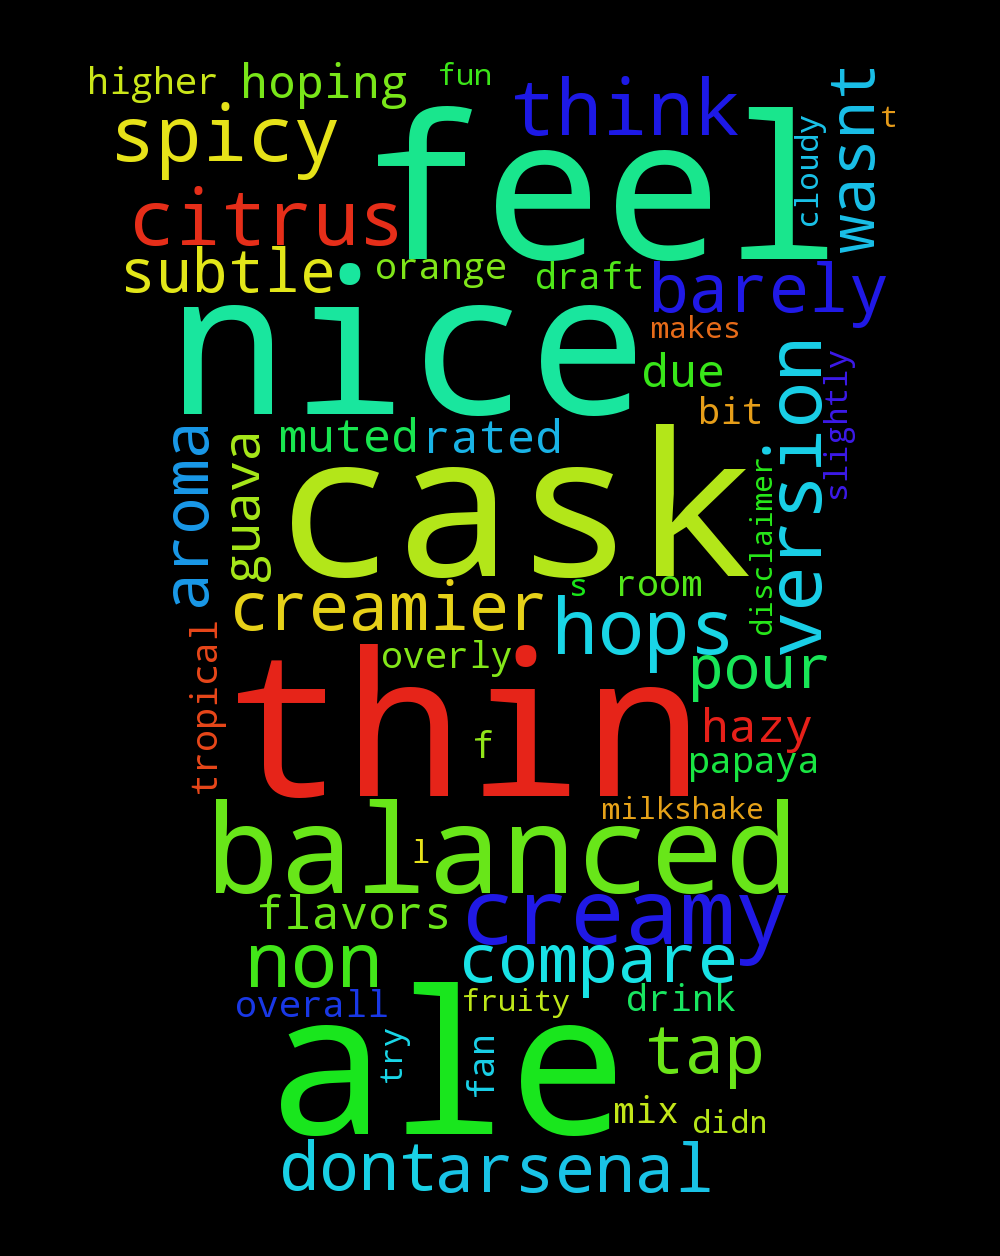 higher hoping fun think wasnt
spicy feel cloudy t
citrus
subtle orange draft barely
nice makes
due version slightly
bit
muted rated
aroma guava cask disclaimer
s room
creamier hops
tropical thin overly pour
f hazy
papaya
milkshake
balanced l
flavors creamy
non compare
overall fruity drink
ale try fan tap
mix didn
dont arsenal